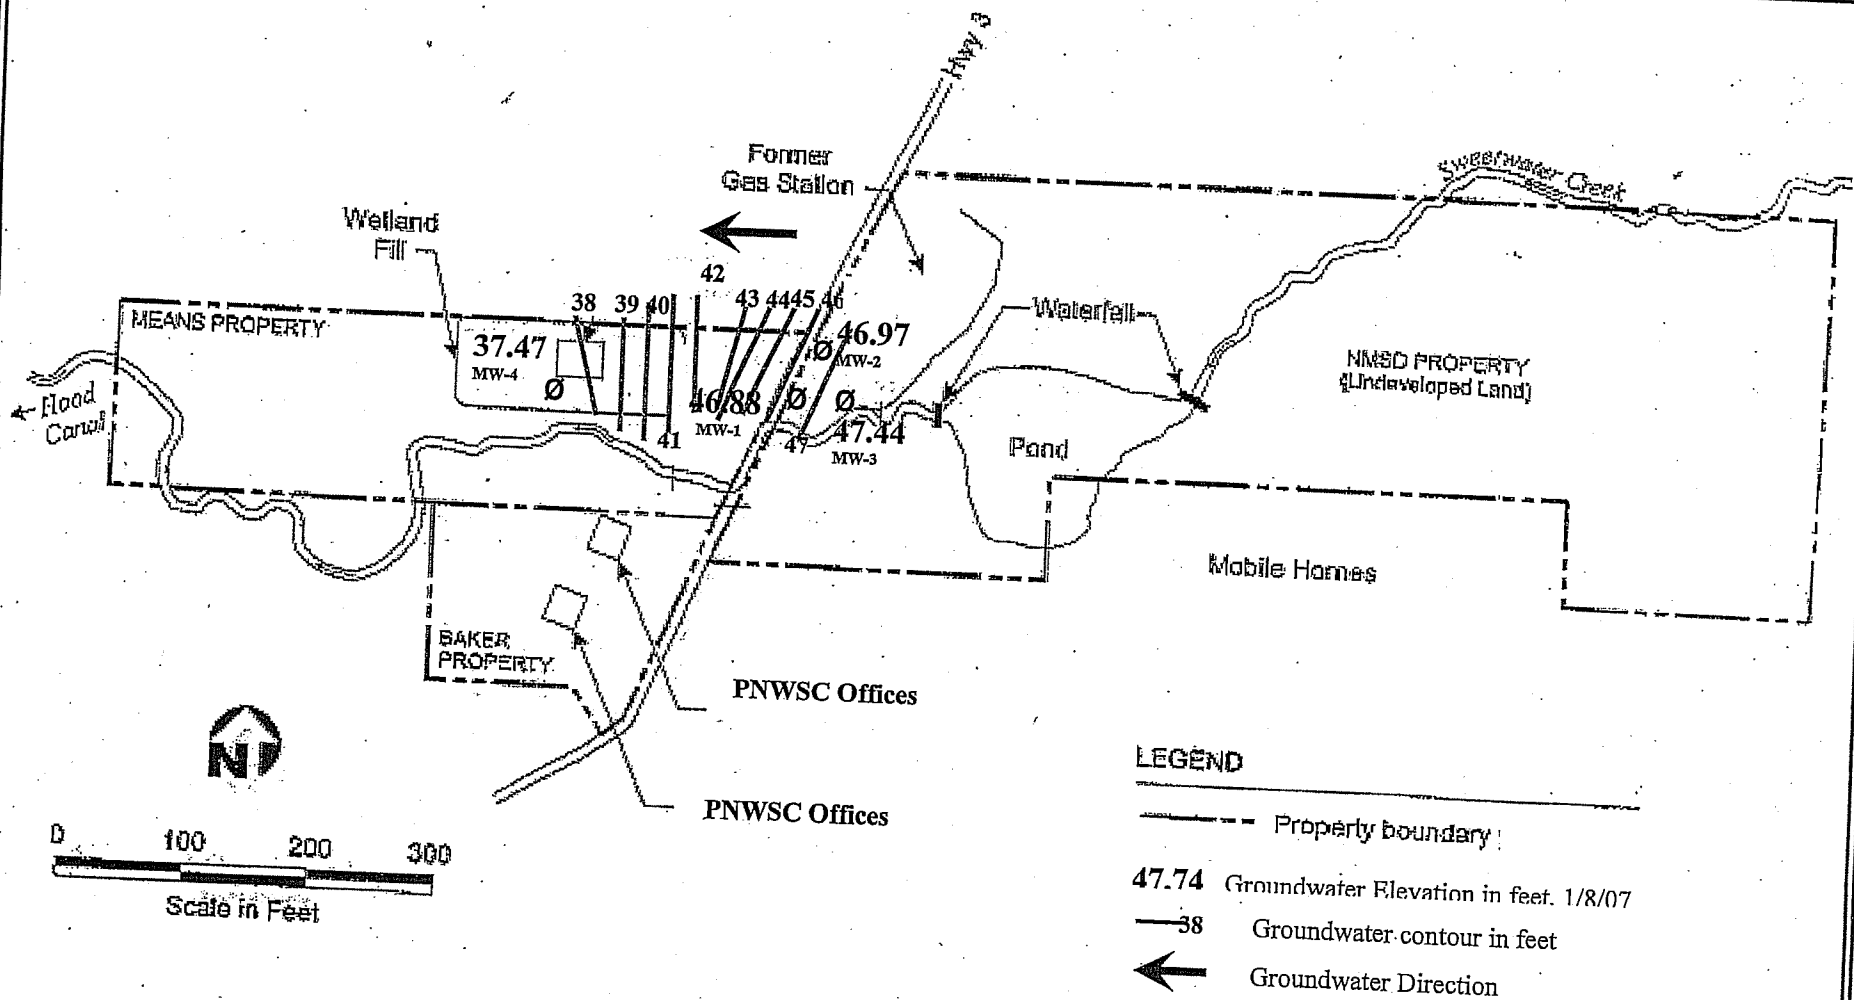 Hwy 3
Former
Gas Station
Sweetwater Creek
Wetland
Fill
42
38
39
40
43
44
45
46
MEANS PROPERTY
37.47
MW-4
46.97
MW-2
Waterfall
NMSD PROPERTY
(Undeveloped Land)
Hood
Canal
46.88
MW-1
41
47
47.44
MW-3
Pond
Mobile Homes
BAKER
PROPERTY
PNWSC Offices
PNWSC Offices
N
0 100 200 300
Scale in Feet
LEGEND
Property boundary
47.74 Groundwater Elevation in feet. 1/8/07
38 Groundwater contour in feet
Groundwater Direction